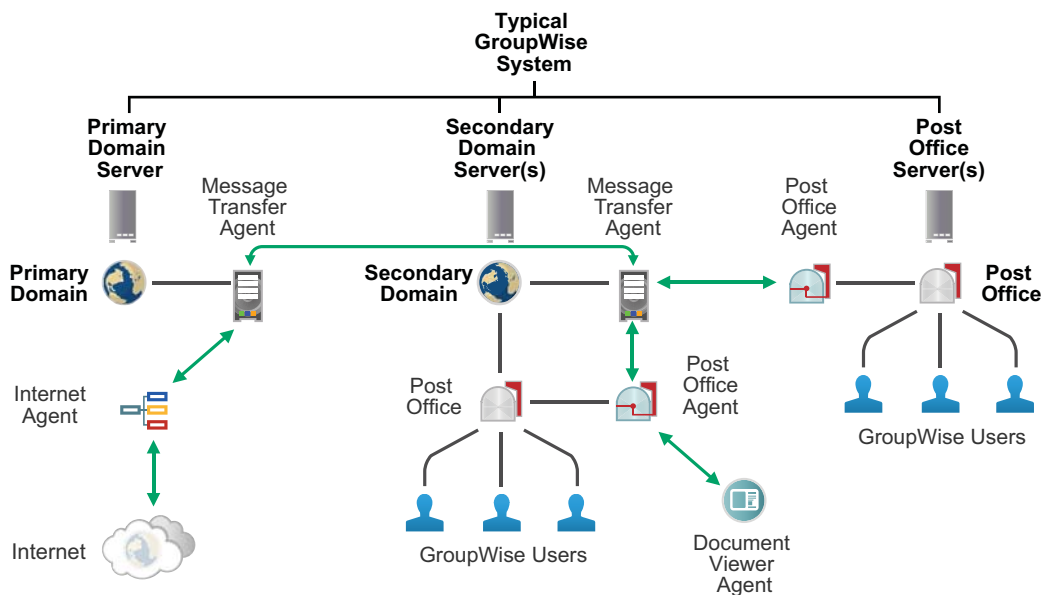 Typical
GroupWise
System
Primary
Domain
Server
Secondary
Domain
Server(s)
Post
Office
Server(s)
Message
Transfer
Agent
Message
Transfer
Agent
Post
Office
Agent
Primary
Domain
Secondary
Domain
Post
Office
Internet
Agent
Post
Office
Post
Office
Agent
GroupWise Users
Internet
GroupWise Users
Document
Viewer
Agent